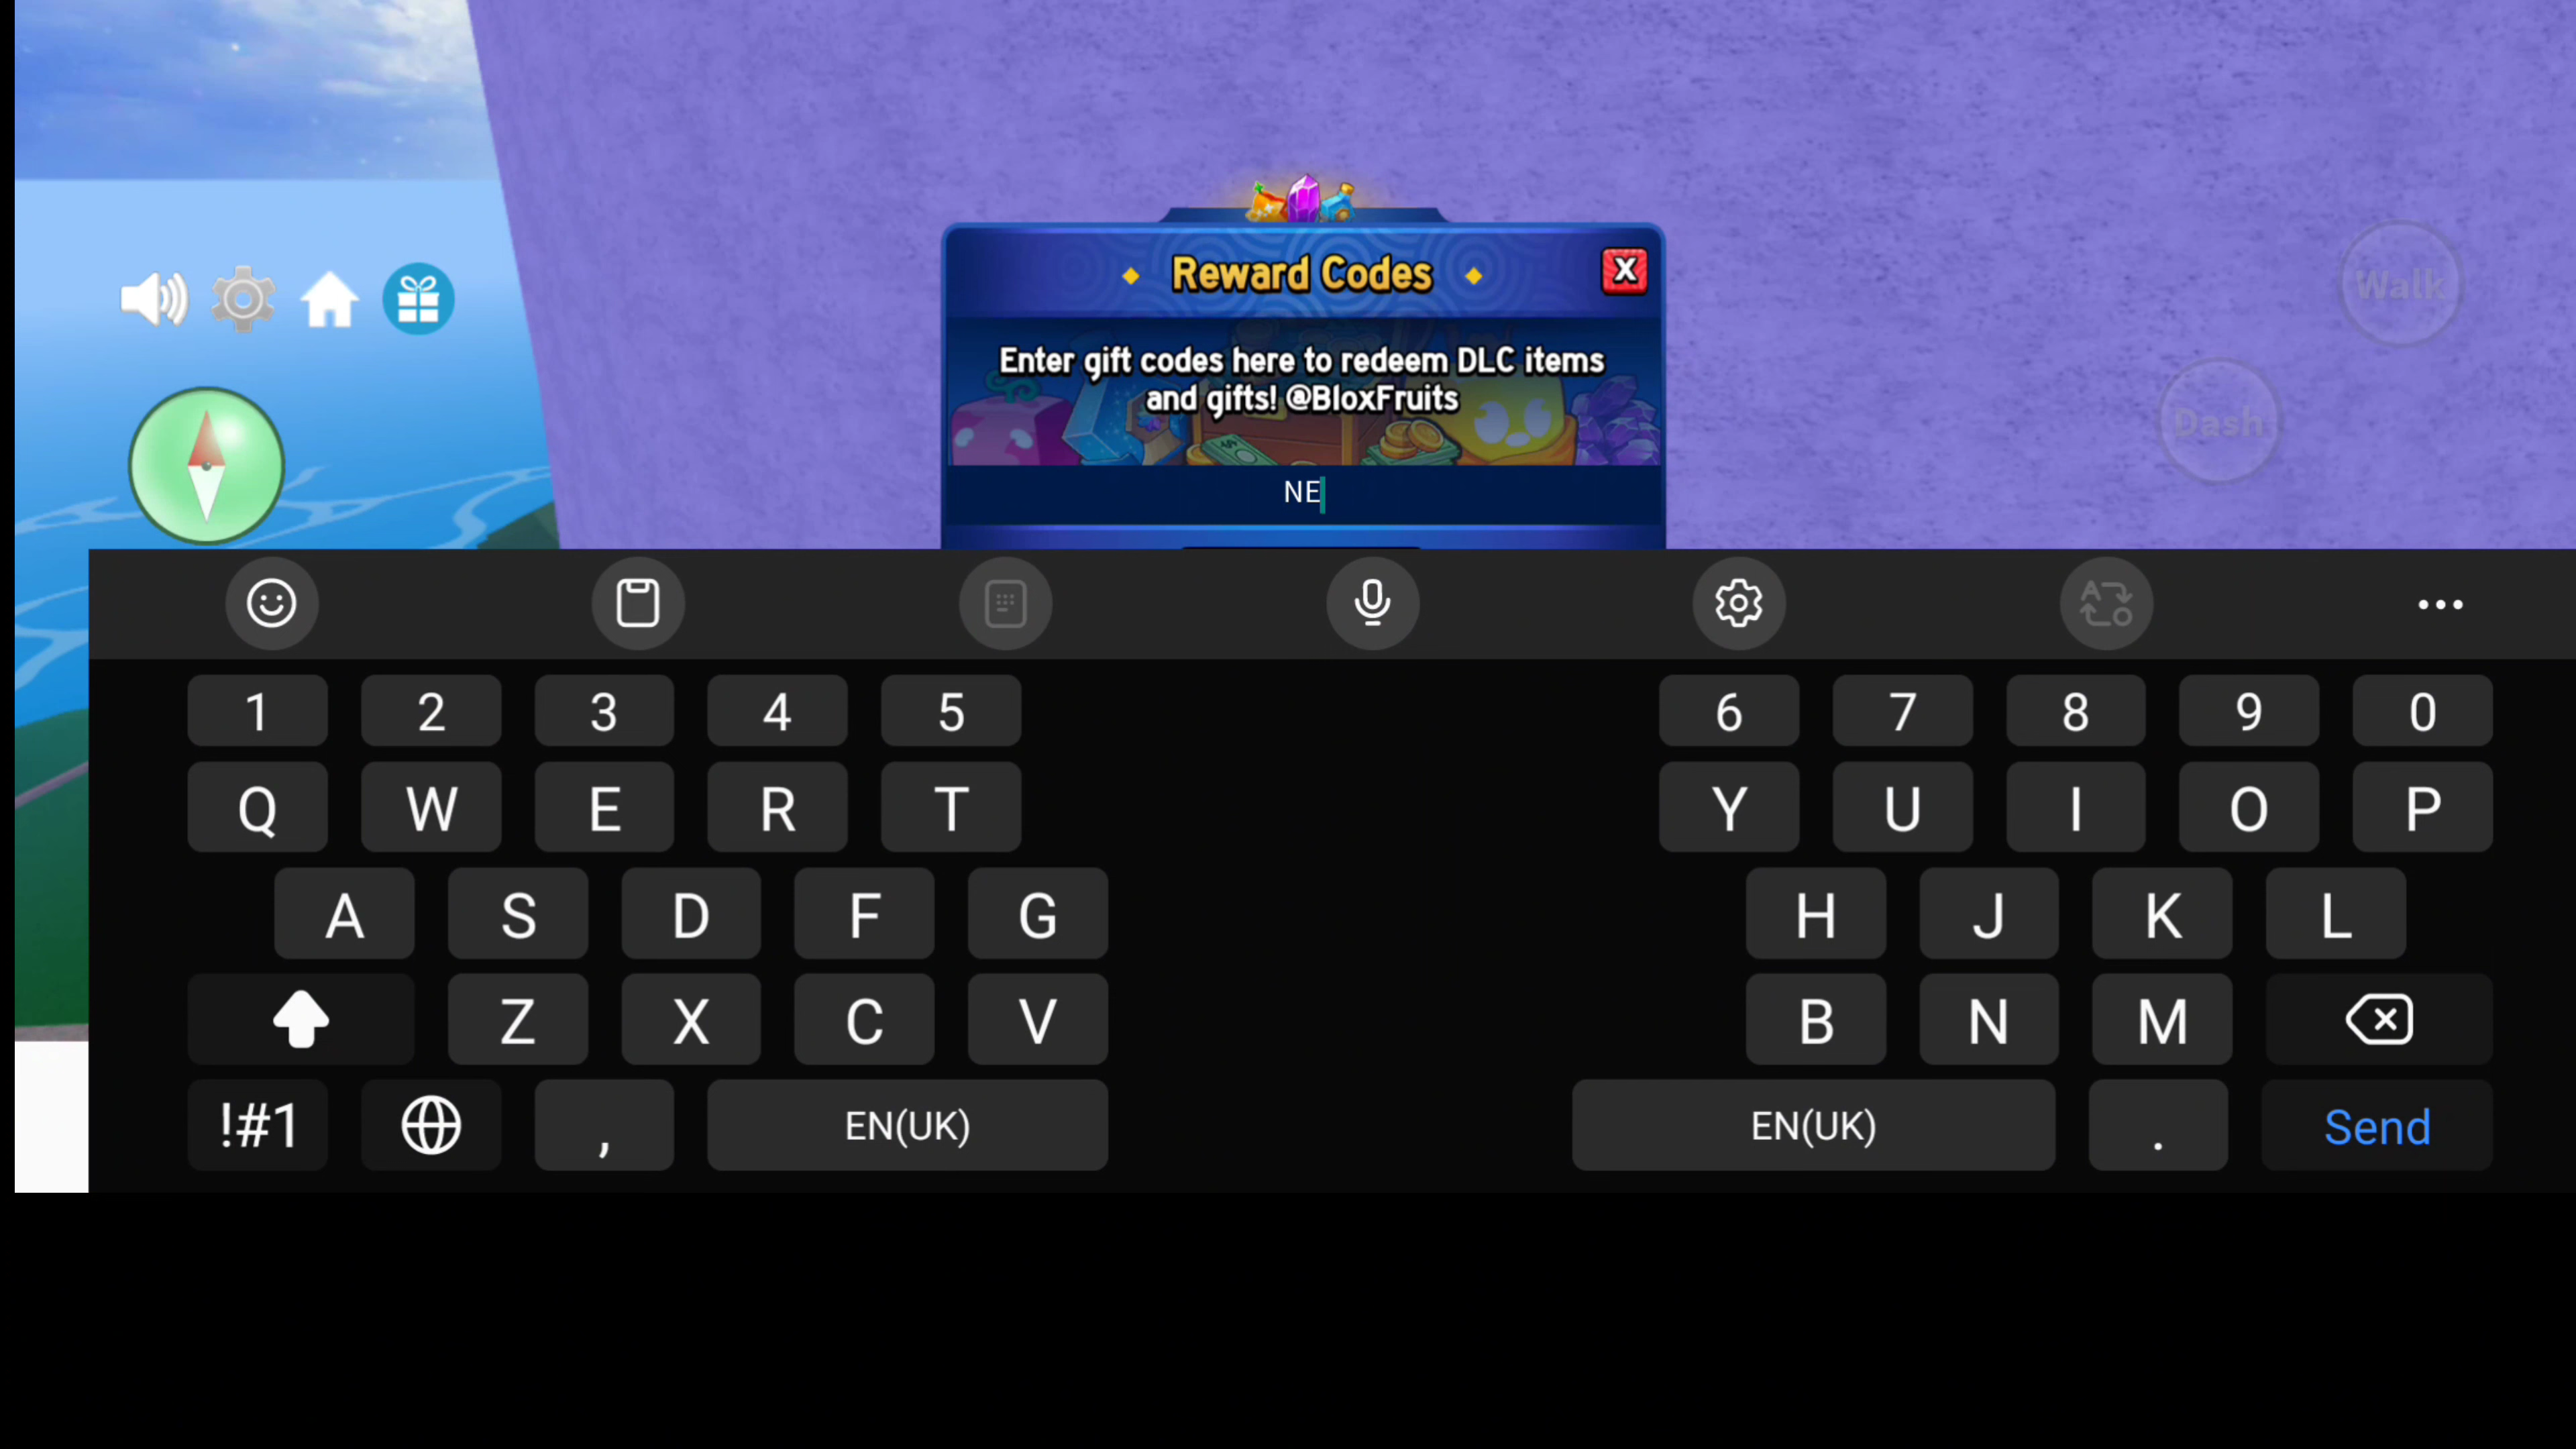 Reward Codes
X
Enter gift codes here to redeem DLC items
and gifts! @BloxFruits
NE
Walk
Dash
1 2 3 4 5 6 7 8 9 0
Q W E R T Y U I O P
A S D F G H J K L
Z X C V B N M
!#1 , EN(UK) EN(UK) . Send